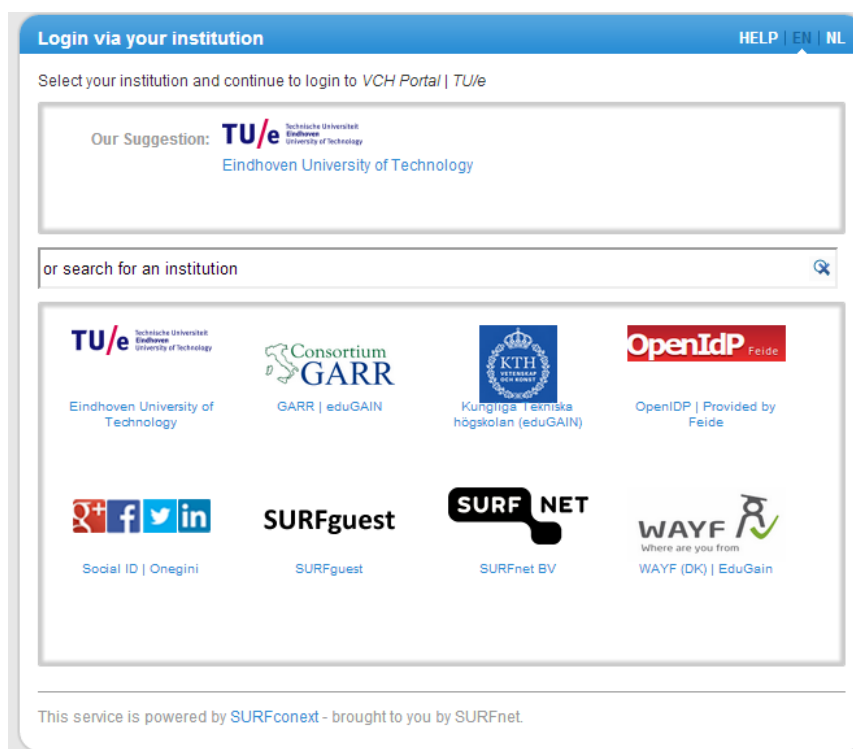 Login via your institution
HELP | EN | NL
Select your institution and continue to login to VCH Portal | TU/e
Our Suggestion:
TU/e Technische Universiteit
Eindhoven
University of Technology
Eindhoven University of Technology
or search for an institution
TU/e Technische Universiteit
Eindhoven
University of Technology
Eindhoven University of
Technology
Consortium
GARR
GARR | eduGAIN
KTH
VETENSKAP
OCH KONST
Kungliga Tekniska
högskolan (eduGAIN)
OpenIdP Feide
OpenIDP | Provided by
Feide
g+ f in
Social ID | Onegini
SURFguest
SURFguest
SURF NET
SURFnet BV
WAYF
Where are you from
WAYF (DK) | EduGain
This service is powered by SURFconext - brought to you by SURFnet.